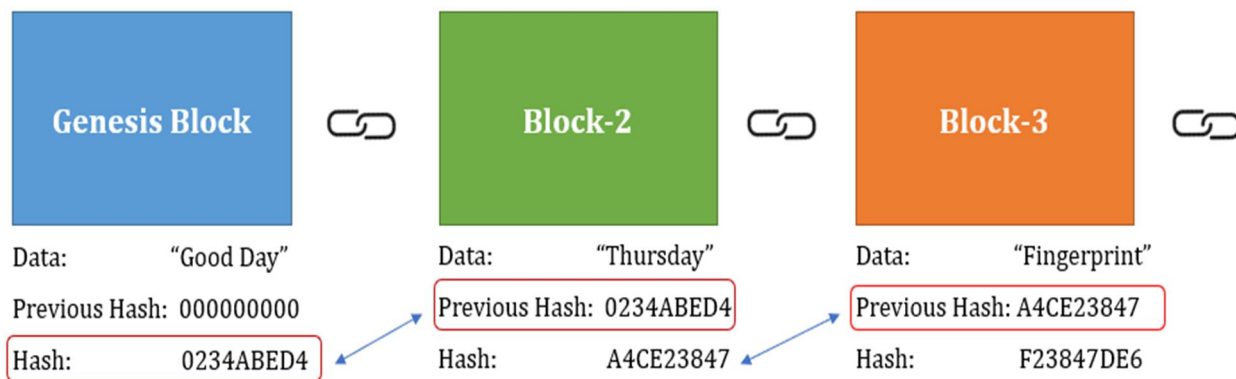 Genesis Block
Block-2
Block-3
Data: “Good Day”
Previous Hash: 000000000
Hash: 0234ABED4
Data: “Thursday”
Previous Hash: 0234ABED4
Hash: A4CE23847
Data: “Fingerprint”
Previous Hash: A4CE23847
Hash: F23847DE6